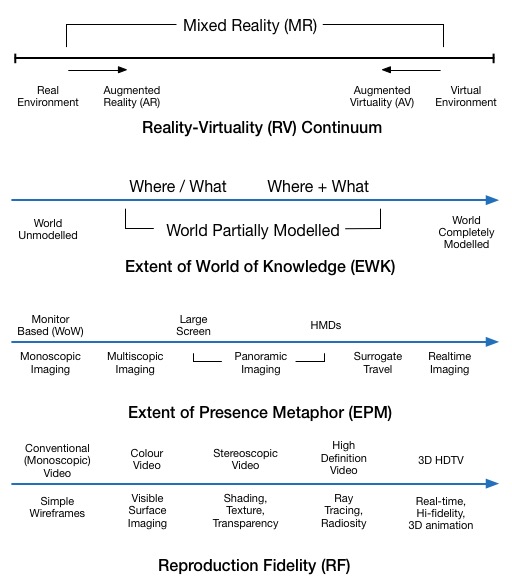 Mixed Reality (MR)
Real
Environment
Augmented
Reality (AR)
Augmented
Virtuality (AV)
Virtual
Environment
Reality-Virtuality (RV) Continuum
Where / What
Where + What
World
Unmodelled
World Partially Modelled
World
Completely
Modelled
Extent of World of Knowledge (EWK)
Monitor
Based (WoW)
Large
Screen
HMDs
Monoscopic
Imaging
Multiscopic
Imaging
Panoramic
Imaging
Surrogate
Travel
Realtime
Imaging
Extent of Presence Metaphor (EPM)
Conventional
(Monoscopic)
Video
Colour
Video
Stereoscopic
Video
High
Definition
Video
3D HDTV
Simple
Wireframes
Visible
Surface
Imaging
Shading,
Texture,
Transparency
Ray
Tracing,
Radiosity
Real-time,
Hi-fidelity,
3D animation
Reproduction Fidelity (RF)